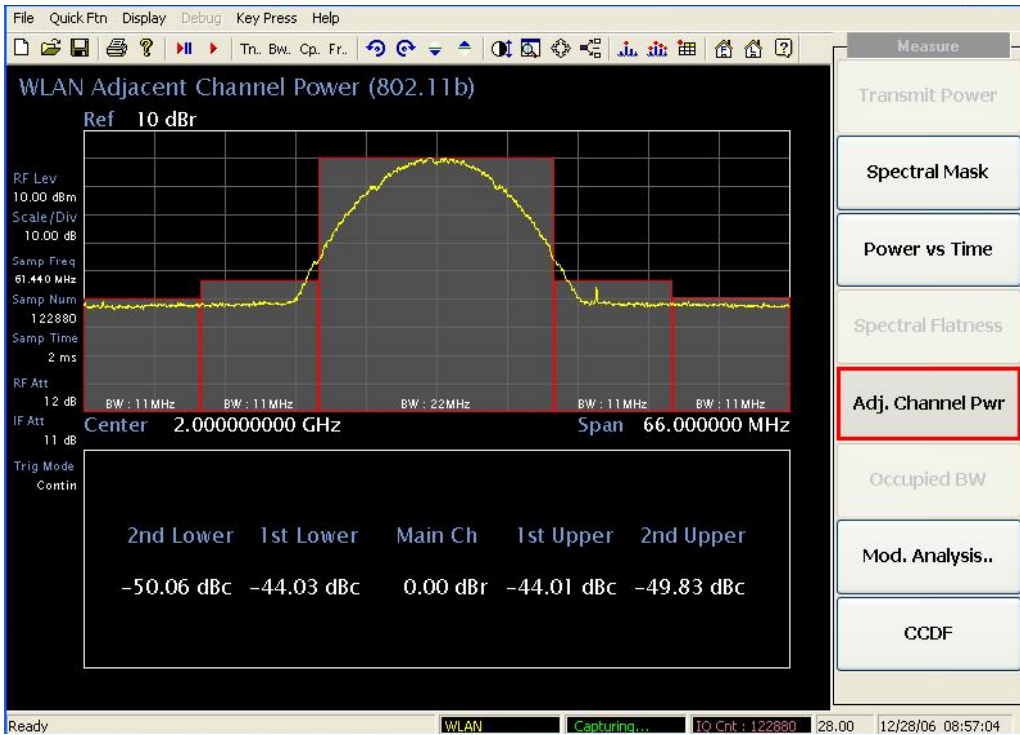 File Quick Ftn Display Debug Key Press Help
Tn.. Bw.. Cp.. Fr..
Measure
WLAN Adjacent Channel Power (802.11b)
Ref 10 dBr
RF Lev
10.00 dBm
Scale/Div
10.00 dB
Samp Freq
61.440 MHz
Samp Num
122880
Samp Time
2 ms
RF Att
12 dB
IF Att
11 dB
Trig Mode
Contin
BW : 11MHz BW : 11MHz BW : 22MHz BW : 11MHz BW : 11MHz
Center 2.000000000 GHz Span 66.000000 MHz
2nd Lower 1st Lower Main Ch 1st Upper 2nd Upper
-50.06 dBc -44.03 dBc 0.00 dBr -44.01 dBc -49.83 dBc
Transmit Power
Spectral Mask
Power vs Time
Spectral Flatness
Adj. Channel Pwr
Occupied BW
Mod. Analysis..
CCDF
Ready WLAN Capturing... IQ Cnt : 122880 28.00 12/28/06 08:57:04